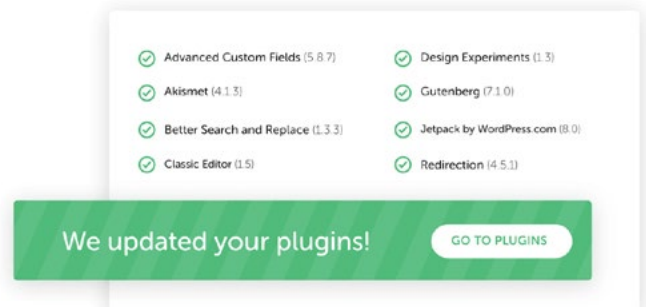 Advanced Custom Fields (5.8.7)
Akismet (4.1.3)
Better Search and Replace (1.3.3)
Classic Editor (1.5)
Design Experiments (1.3)
Gutenberg (7.1.0)
Jetpack by WordPress.com (8.0)
Redirection (4.5.1)
We updated your plugins!
GO TO PLUGINS